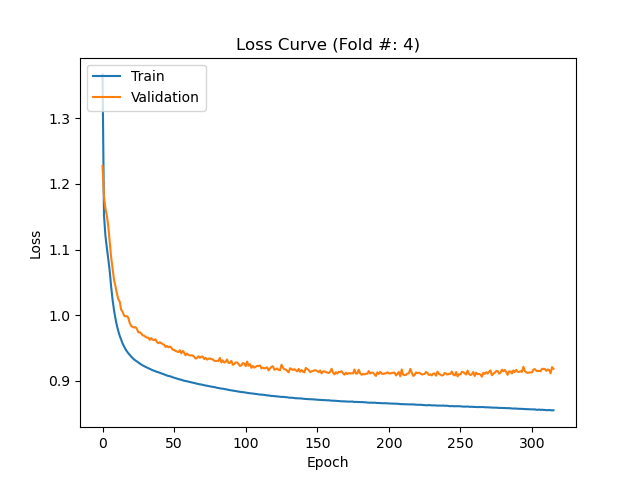 Loss Curve (Fold #: 4)
Train
Validation
1.3
1.2
1.1
1.0
0.9
Loss
0 50 100 150 200 250 300
Epoch